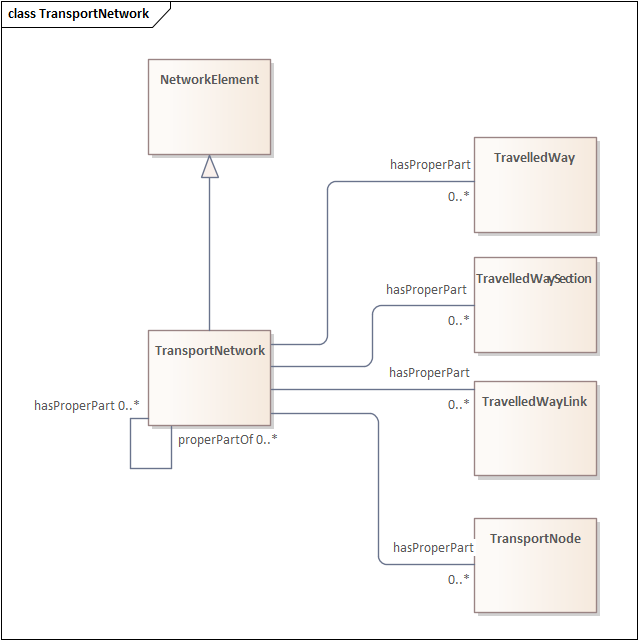 class TransportNetwork
NetworkElement
hasProperPart
TravelledWay
0..*
TravelledWaySection
hasProperPart
0..*
TransportNetwork
hasProperPart
TravelledWayLink
0..*
hasProperPart 0..*
properPartOf 0..*
TransportNode
hasProperPart
0..*